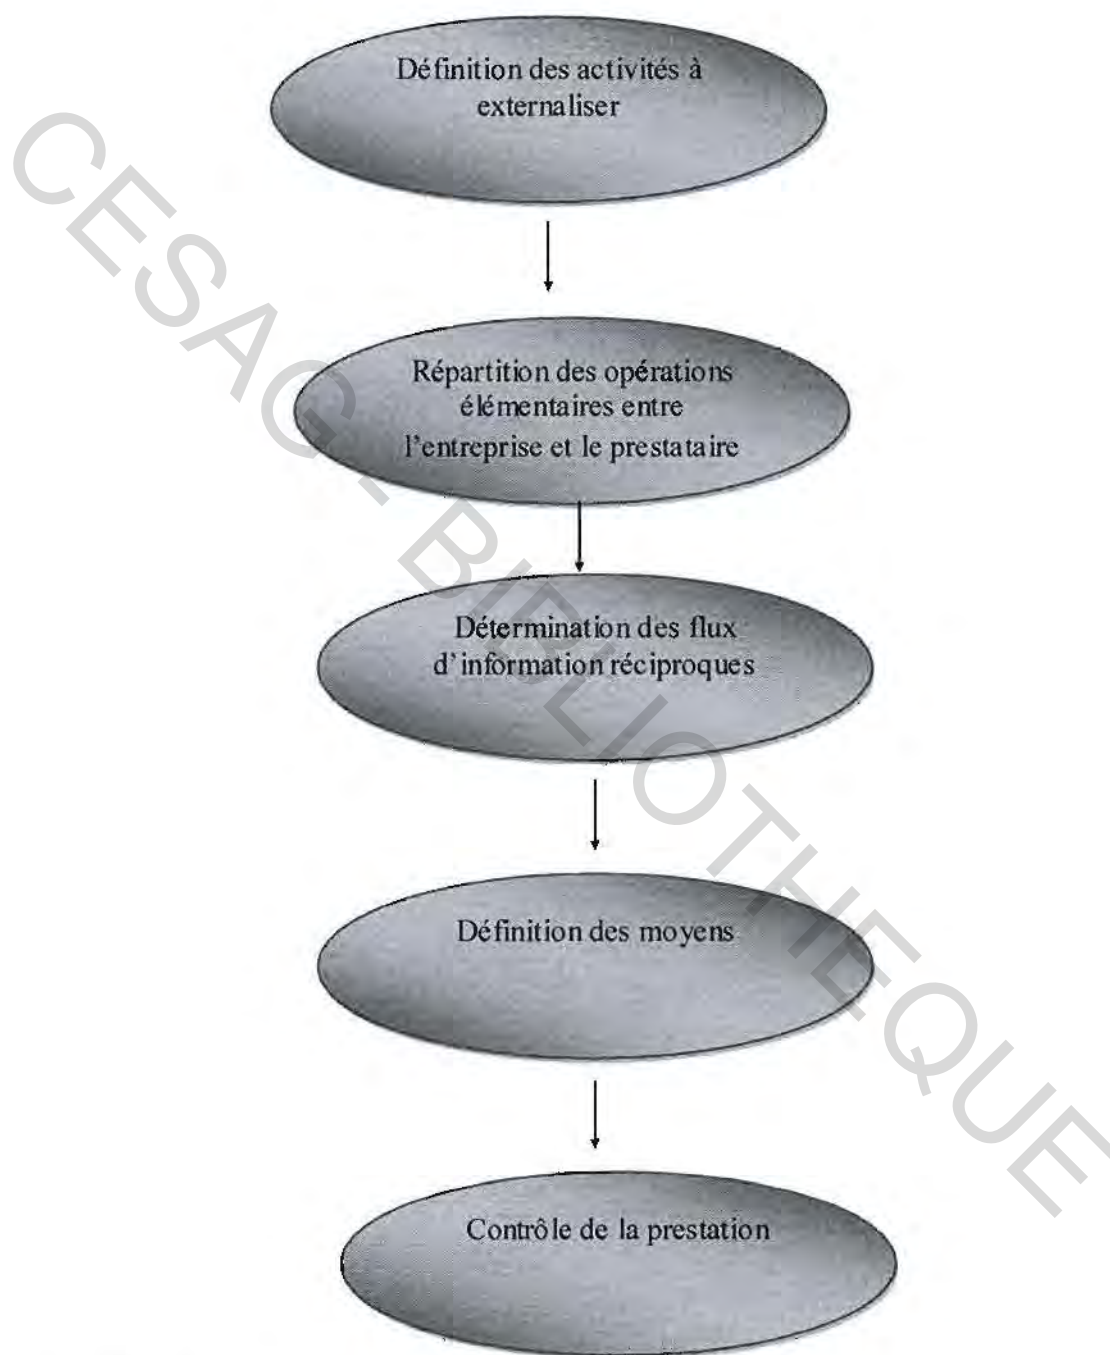 Définition des activités à
externaliser
Répartition des opérations
élémentaires entre
l'entreprise et le prestataire
Détermination des flux
d'information réciproques
Définition des moyens
Contrôle de la prestation
CESAG - BIBLIOTHEQUE